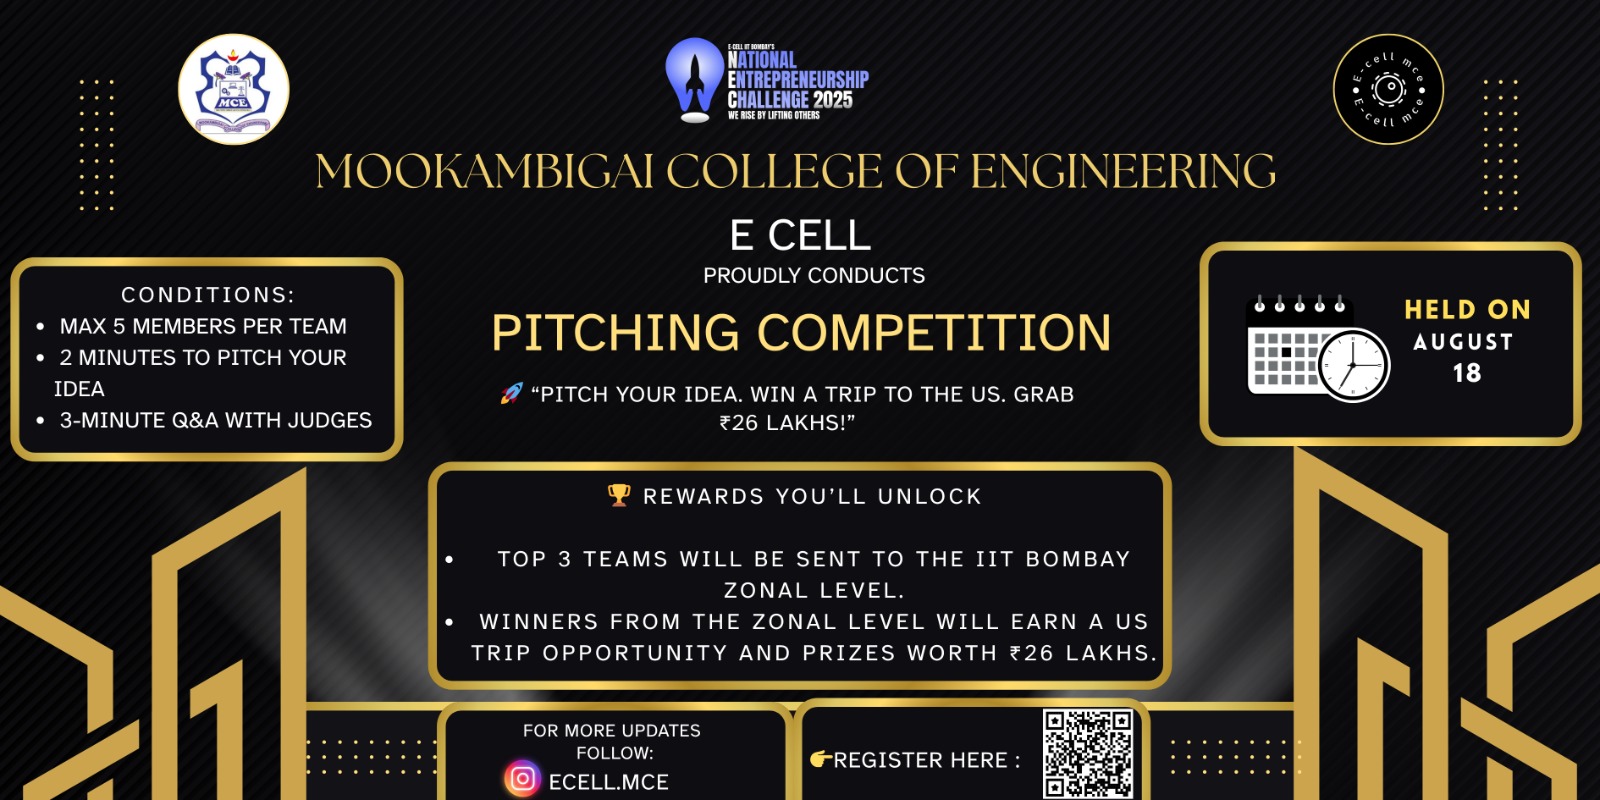 MCE
E-CELL IIT BOMBAY'S
NATIONAL
ENTREPRENEURSHIP
CHALLENGE 2025
WE RISE BY LIFTING OTHERS
E-cell mce
E-cell mce
MOOKAMBIGAI COLLEGE OF ENGINEERING
E CELL
PROUDLY CONDUCTS
PITCHING COMPETITION
🚀 “PITCH YOUR IDEA. WIN A TRIP TO THE US. GRAB
₹26 LAKHS!”
CONDITIONS:
• MAX 5 MEMBERS PER TEAM
• 2 MINUTES TO PITCH YOUR
IDEA
• 3-MINUTE Q&A WITH JUDGES
HELD ON
AUGUST
18
🏆 REWARDS YOU’LL UNLOCK
• TOP 3 TEAMS WILL BE SENT TO THE IIT BOMBAY
ZONAL LEVEL.
• WINNERS FROM THE ZONAL LEVEL WILL EARN A US
TRIP OPPORTUNITY AND PRIZES WORTH ₹26 LAKHS.
FOR MORE UPDATES
FOLLOW:
ECELL.MCE
👉REGISTER HERE :